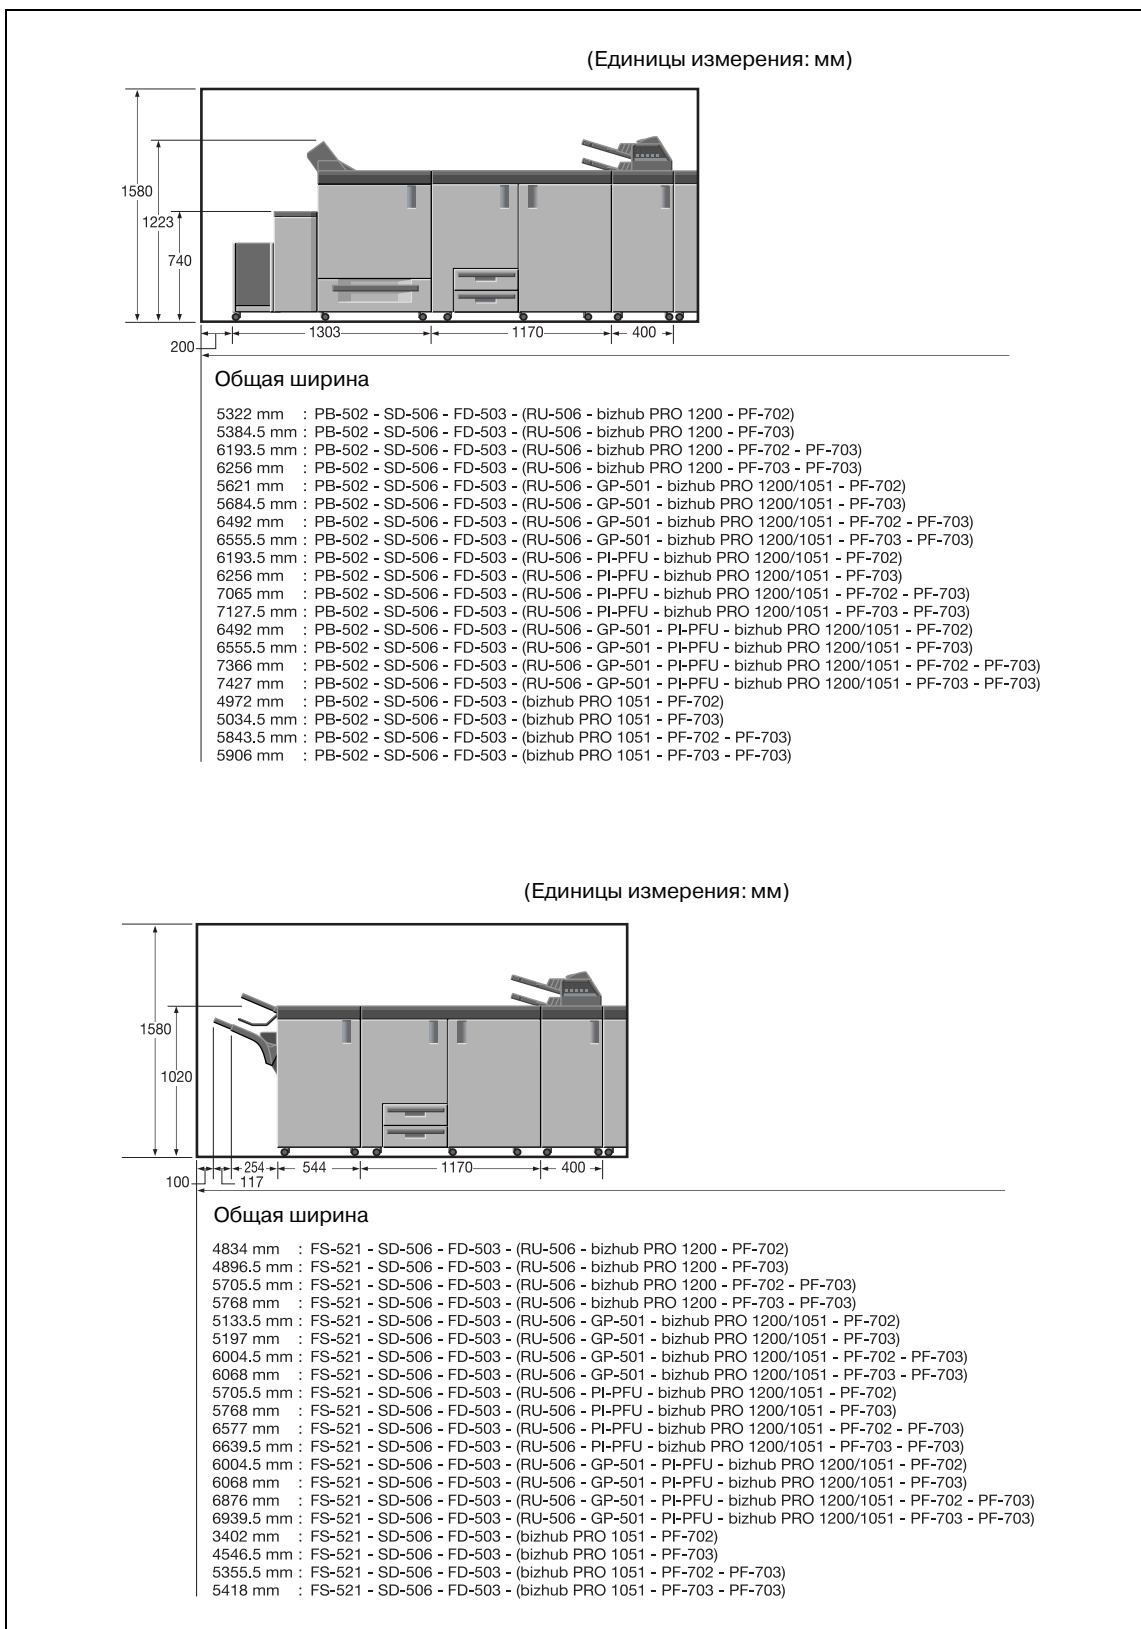 (Единицы измерения: мм)
1580
1223
740
1303
1170
400
200
Общая ширина
5322 mm : PB-502 - SD-506 - FD-503 - (RU-506 - bizhub PRO 1200 - PF-702)
5384.5 mm : PB-502 - SD-506 - FD-503 - (RU-506 - bizhub PRO 1200 - PF-703)
6193.5 mm : PB-502 - SD-506 - FD-503 - (RU-506 - bizhub PRO 1200 - PF-702 - PF-703)
6256 mm : PB-502 - SD-506 - FD-503 - (RU-506 - bizhub PRO 1200 - PF-703 - PF-703)
5621 mm : PB-502 - SD-506 - FD-503 - (RU-506 - GP-501 - bizhub PRO 1200/1051 - PF-702)
5684.5 mm : PB-502 - SD-506 - FD-503 - (RU-506 - GP-501 - bizhub PRO 1200/1051 - PF-703)
6492 mm : PB-502 - SD-506 - FD-503 - (RU-506 - GP-501 - bizhub PRO 1200/1051 - PF-702 - PF-703)
6555.5 mm : PB-502 - SD-506 - FD-503 - (RU-506 - GP-501 - bizhub PRO 1200/1051 - PF-703 - PF-703)
6193.5 mm : PB-502 - SD-506 - FD-503 - (RU-506 - PI-PFU - bizhub PRO 1200/1051 - PF-702)
6256 mm : PB-502 - SD-506 - FD-503 - (RU-506 - PI-PFU - bizhub PRO 1200/1051 - PF-703)
7065 mm : PB-502 - SD-506 - FD-503 - (RU-506 - PI-PFU - bizhub PRO 1200/1051 - PF-702 - PF-703)
7127.5 mm : PB-502 - SD-506 - FD-503 - (RU-506 - PI-PFU - bizhub PRO 1200/1051 - PF-703 - PF-703)
6492 mm : PB-502 - SD-506 - FD-503 - (RU-506 - GP-501 - PI-PFU - bizhub PRO 1200/1051 - PF-702)
6555.5 mm : PB-502 - SD-506 - FD-503 - (RU-506 - GP-501 - PI-PFU - bizhub PRO 1200/1051 - PF-703)
7366 mm : PB-502 - SD-506 - FD-503 - (RU-506 - GP-501 - PI-PFU - bizhub PRO 1200/1051 - PF-702 - PF-703)
7427 mm : PB-502 - SD-506 - FD-503 - (RU-506 - GP-501 - PI-PFU - bizhub PRO 1200/1051 - PF-703 - PF-703)
4972 mm : PB-502 - SD-506 - FD-503 - (bizhub PRO 1051 - PF-702)
5034.5 mm : PB-502 - SD-506 - FD-503 - (bizhub PRO 1051 - PF-703)
5843.5 mm : PB-502 - SD-506 - FD-503 - (bizhub PRO 1051 - PF-702 - PF-703)
5906 mm : PB-502 - SD-506 - FD-503 - (bizhub PRO 1051 - PF-703 - PF-703)
(Единицы измерения: мм)
1580
1020
254
544
1170
400
100
117
Общая ширина
4834 mm : FS-521 - SD-506 - FD-503 - (RU-506 - bizhub PRO 1200 - PF-702)
4896.5 mm : FS-521 - SD-506 - FD-503 - (RU-506 - bizhub PRO 1200 - PF-703)
5705.5 mm : FS-521 - SD-506 - FD-503 - (RU-506 - bizhub PRO 1200 - PF-702 - PF-703)
5768 mm : FS-521 - SD-506 - FD-503 - (RU-506 - bizhub PRO 1200 - PF-703 - PF-703)
5133.5 mm : FS-521 - SD-506 - FD-503 - (RU-506 - GP-501 - bizhub PRO 1200/1051 - PF-702)
5197 mm : FS-521 - SD-506 - FD-503 - (RU-506 - GP-501 - bizhub PRO 1200/1051 - PF-703)
6004.5 mm : FS-521 - SD-506 - FD-503 - (RU-506 - GP-501 - bizhub PRO 1200/1051 - PF-702 - PF-703)
6068 mm : FS-521 - SD-506 - FD-503 - (RU-506 - GP-501 - bizhub PRO 1200/1051 - PF-703 - PF-703)
5705.5 mm : FS-521 - SD-506 - FD-503 - (RU-506 - PI-PFU - bizhub PRO 1200/1051 - PF-702)
5768 mm : FS-521 - SD-506 - FD-503 - (RU-506 - PI-PFU - bizhub PRO 1200/1051 - PF-703)
6577 mm : FS-521 - SD-506 - FD-503 - (RU-506 - PI-PFU - bizhub PRO 1200/1051 - PF-702 - PF-703)
6639.5 mm : FS-521 - SD-506 - FD-503 - (RU-506 - PI-PFU - bizhub PRO 1200/1051 - PF-703 - PF-703)
6004.5 mm : FS-521 - SD-506 - FD-503 - (RU-506 - GP-501 - PI-PFU - bizhub PRO 1200/1051 - PF-702)
6068 mm : FS-521 - SD-506 - FD-503 - (RU-506 - GP-501 - PI-PFU - bizhub PRO 1200/1051 - PF-703)
6876 mm : FS-521 - SD-506 - FD-503 - (RU-506 - GP-501 - PI-PFU - bizhub PRO 1200/1051 - PF-702 - PF-703)
6939.5 mm : FS-521 - SD-506 - FD-503 - (RU-506 - GP-501 - PI-PFU - bizhub PRO 1200/1051 - PF-703 - PF-703)
3402 mm : FS-521 - SD-506 - FD-503 - (bizhub PRO 1051 - PF-702)
4546.5 mm : FS-521 - SD-506 - FD-503 - (bizhub PRO 1051 - PF-703)
5355.5 mm : FS-521 - SD-506 - FD-503 - (bizhub PRO 1051 - PF-702 - PF-703)
5418 mm : FS-521 - SD-506 - FD-503 - (bizhub PRO 1051 - PF-703 - PF-703)